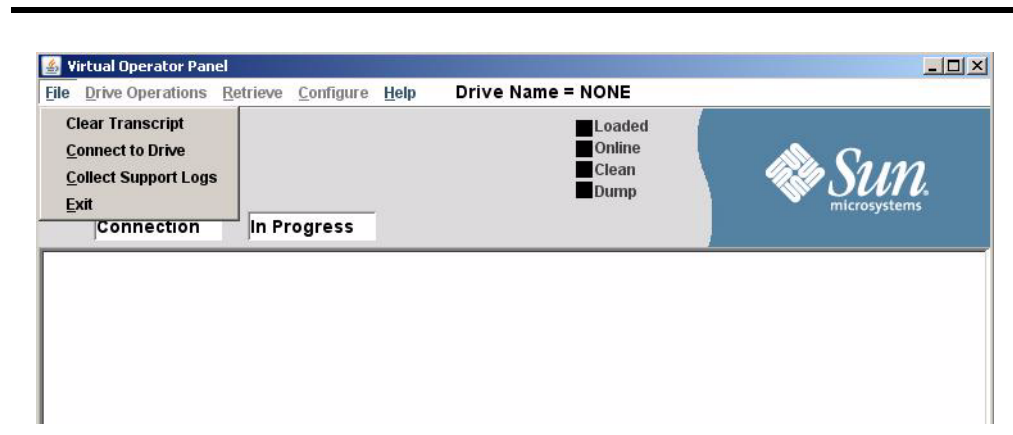 Virtual Operator Panel
File Drive Operations Retrieve Configure Help Drive Name = NONE
Clear Transcript
Connect to Drive
Collect Support Logs
Exit
Loaded
Online
Clean
Dump
Connection In Progress
Sun
microsystems